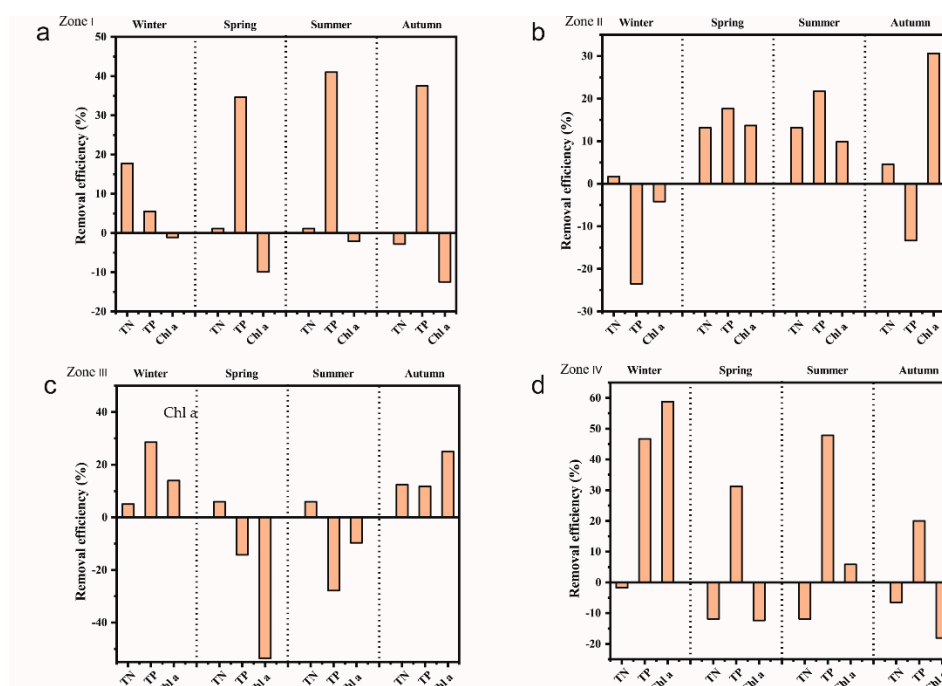 a
Zone I
Winter Spring Summer Autumn
Removal efficiency (%)
50
40
30
20
10
0
-10
-20
TN TP Chl a TN TP Chl a TN TP Chl a TN TP Chl a
b
Zone II
Winter Spring Summer Autumn
Removal efficiency (%)
30
20
10
0
-10
-20
-30
TN TP Chl a TN TP Chl a TN TP Chl a TN TP Chl a
c
Zone III
Winter Spring Summer Autumn
Chl a
Removal efficiency (%)
40
20
0
-20
-40
TN TP Chl a TN TP Chl a TN TP Chl a TN TP Chl a
d
Zone IV
Winter Spring Summer Autumn
Removal efficiency (%)
60
50
40
30
20
10
0
-10
-20
TN TP Chl a TN TP Chl a TN TP Chl a TN TP Chl a